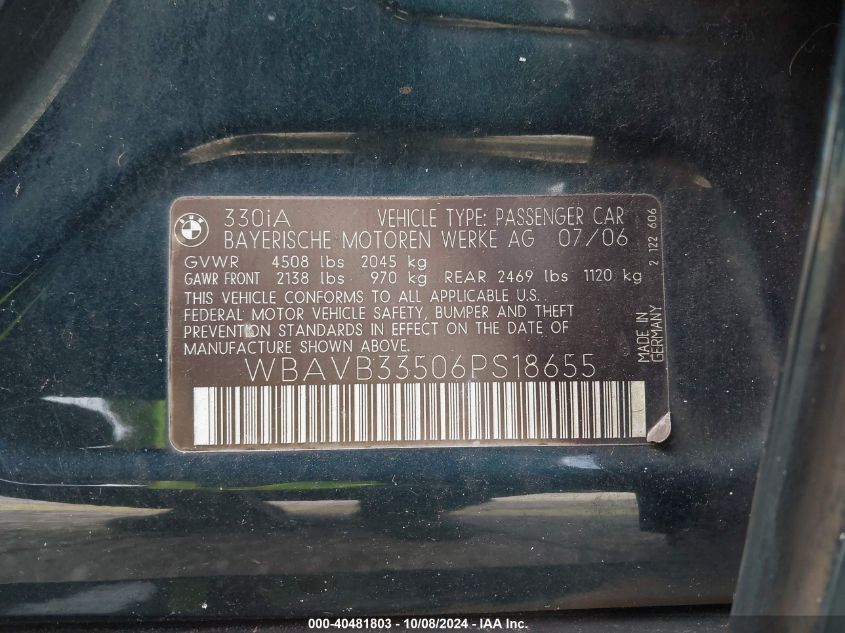 BMW
330iA VEHICLE TYPE: PASSENGER CAR
BAYERISCHE MOTOREN WERKE AG 07/06
GVWR 4508 lbs 2045 kg
GAWR FRONT 2138 lbs 970 kg REAR 2469 lbs 1120 kg
THIS VEHICLE CONFORMS TO ALL APPLICABLE U.S.
FEDERAL MOTOR VEHICLE SAFETY, BUMPER AND THEFT
PREVENTION STANDARDS IN EFFECT ON THE DATE OF
MANUFACTURE SHOWN ABOVE.
WBAVB33506PS18655
2 122 606
MADE IN
GERMANY
000-40481803 - 10/08/2024 - IAA Inc.